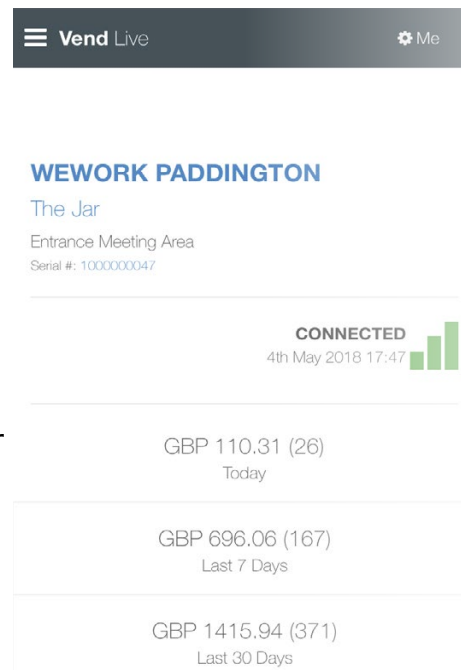 Vend Live
Me
WEWORK PADDINGTON
The Jar
Entrance Meeting Area
Serial #: 1000000047
CONNECTED
4th May 2018 17:47
GBP 110.31 (26)
Today
GBP 696.06 (167)
Last 7 Days
GBP 1415.94 (371)
Last 30 Days